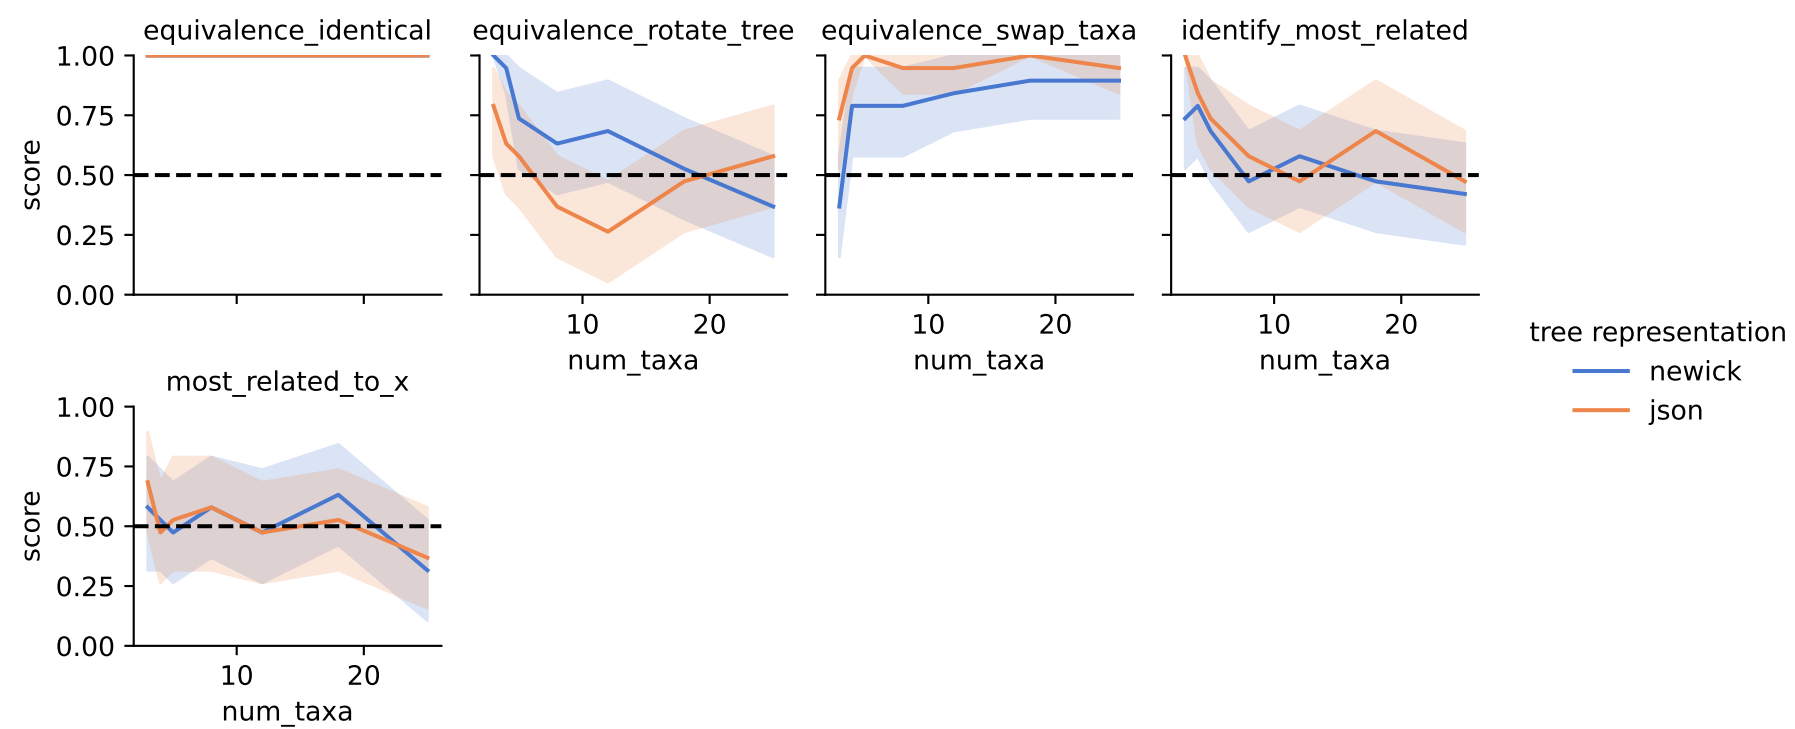 equivalence_identical equivalence_rotate_tree equivalence_swap_taxa identify_most_related
1.00
0.75
0.50
0.25
0.00
score
10 20 10 20 10 20
num_taxa num_taxa num_taxa
tree representation
newick
json
most_related_to_x
1.00
0.75
0.50
0.25
0.00
score
10 20
num_taxa